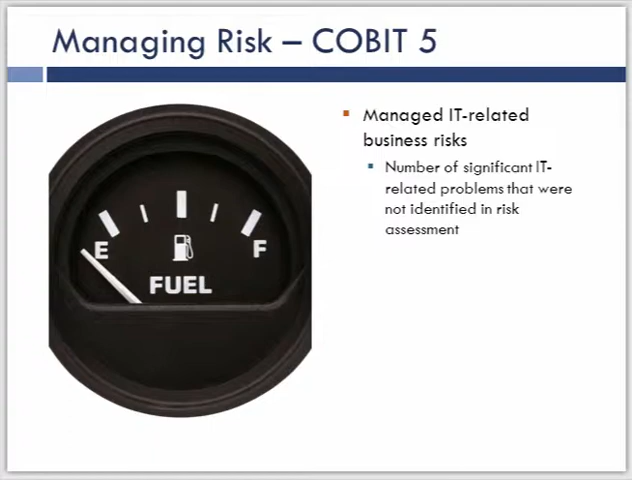 Managing Risk – COBIT 5
Managed IT-related
business risks
Number of significant IT-
related problems that were
not identified in risk
assessment
E
F
FUEL